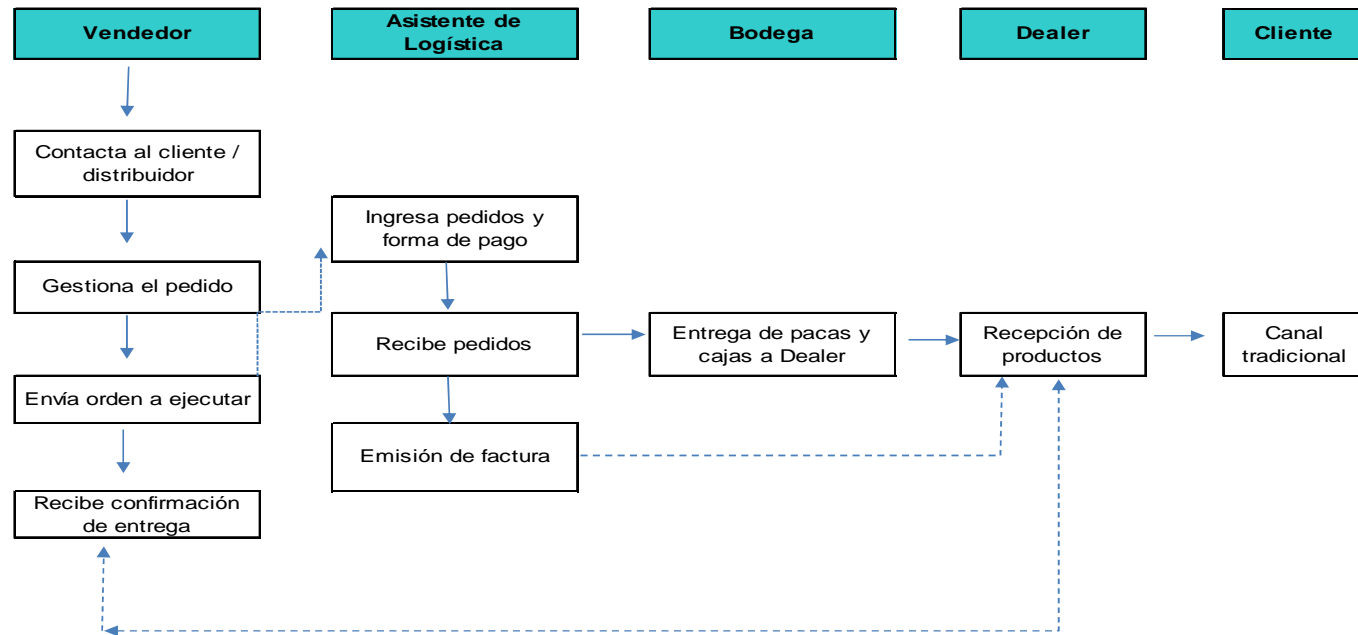 Vendedor
Asistente de
Logística
Bodega
Dealer
Cliente
Contacta al cliente /
distribuidor
Ingresa pedidos y
forma de pago
Gestiona el pedido
Recibe pedidos
Entrega de pacas y
cajas a Dealer
Recepción de
productos
Canal
tradicional
Envía orden a ejecutar
Emisión de factura
Recibe confirmación
de entrega